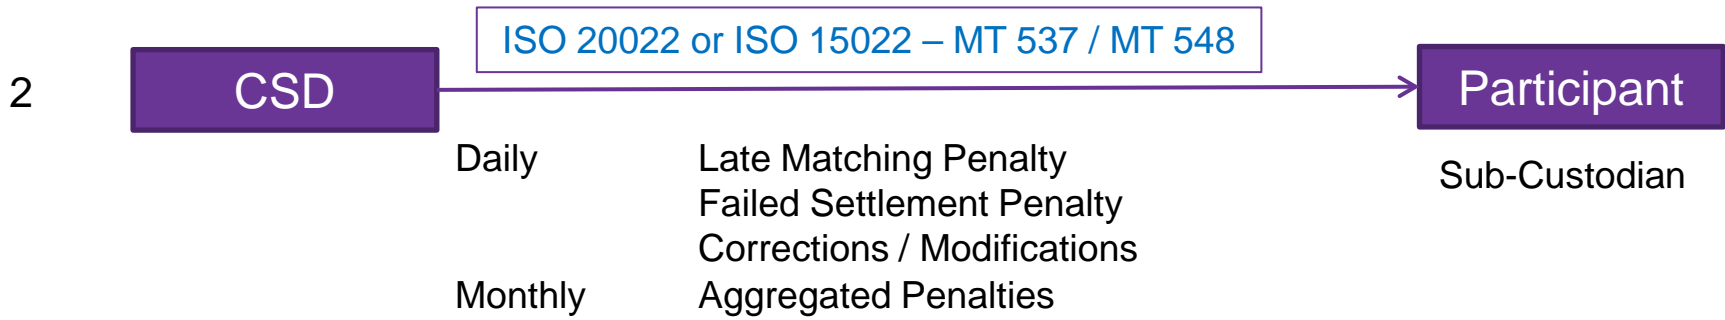 ISO 20022 or ISO 15022 – MT 537 / MT 548
2 CSD Participant
Daily Late Matching Penalty
Sub-Custodian
Failed Settlement Penalty
Corrections / Modifications
Monthly Aggregated Penalties